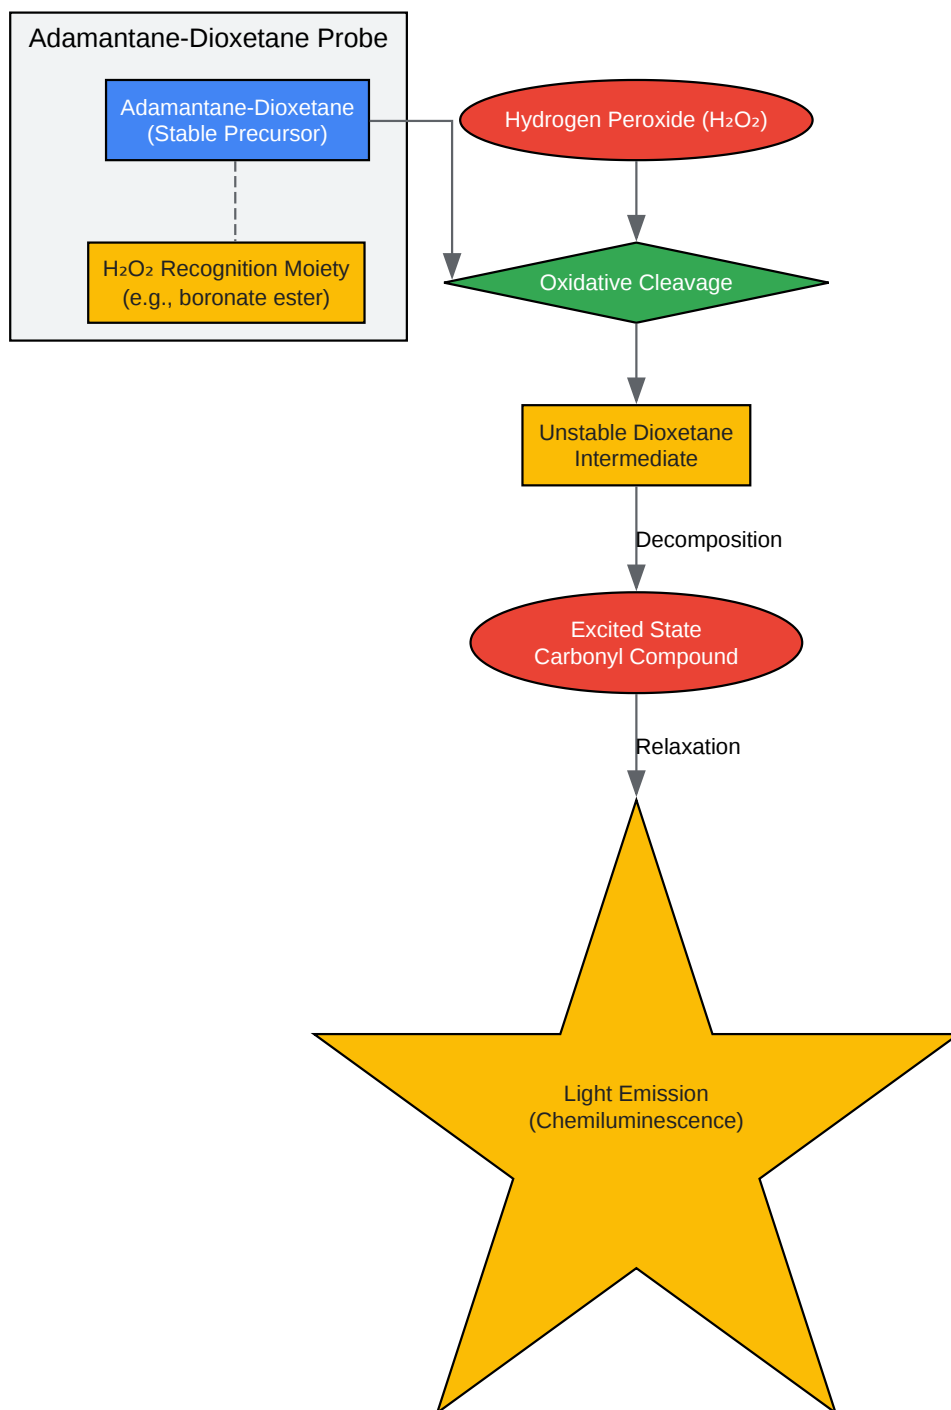 Adamantane-Dioxetane Probe
Adamantane-Dioxetane
(Stable Precursor)
Hydrogen Peroxide (H₂O₂)
H₂O₂ Recognition Moiety
(e.g., boronate ester)
Oxidative Cleavage
Unstable Dioxetane
Intermediate
Decomposition
Excited State
Carbonyl Compound
Relaxation
Light Emission
(Chemiluminescence)